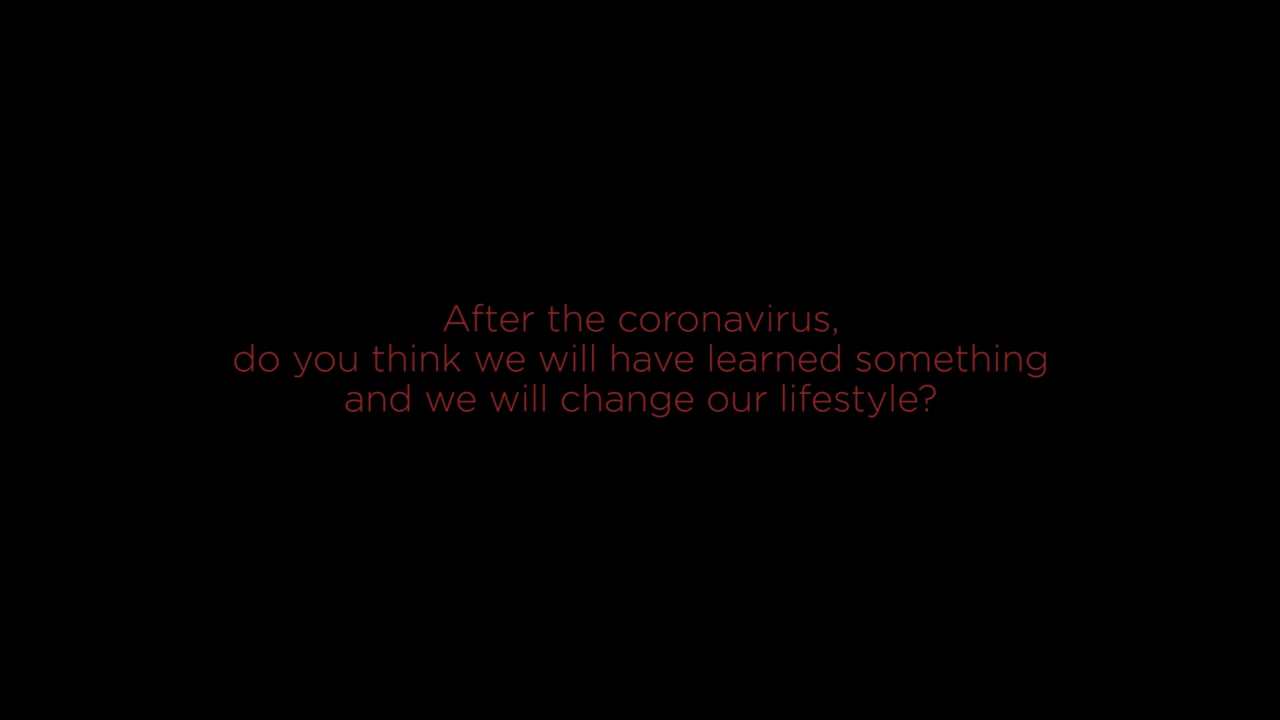 After the coronavirus,
do you think we will have learned something
and we will change our lifestyle?